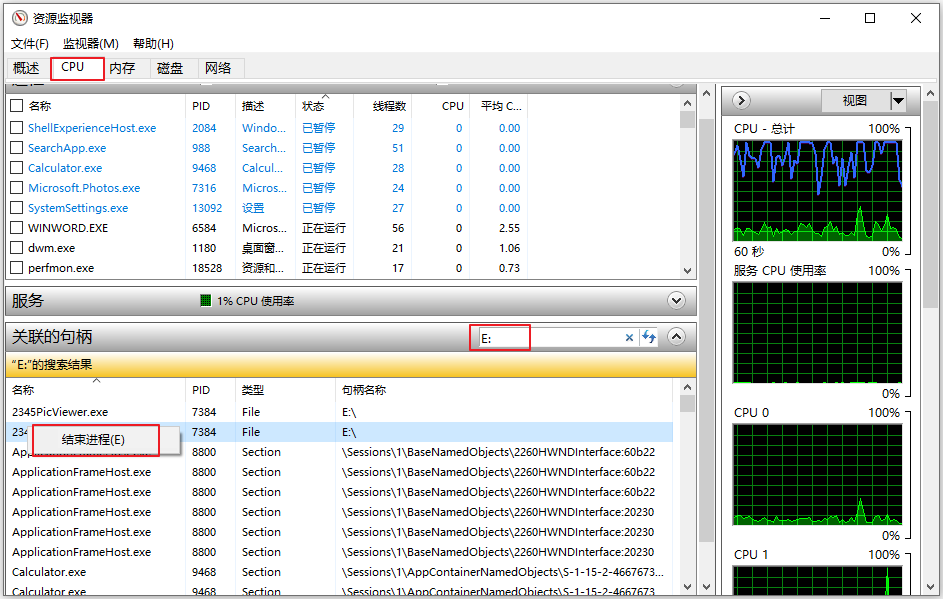 资源监视器
文件(F) 监视器(M) 帮助(H)
概述 CPU 内存 磁盘 网络
名称 PID 描述 状态 线程数 CPU 平均 C...
ShellExperienceHost.exe 2084 Windo... 已暂停 29 0 0.00
SearchApp.exe 988 Search... 已暂停 51 0 0.00
Calculator.exe 9468 Calcul... 已暂停 28 0 0.00
Microsoft.Photos.exe 7316 Micros... 已暂停 24 0 0.00
SystemSettings.exe 13092 设置 已暂停 27 0 0.00
WINWORD.EXE 6584 Micros... 正在运行 56 0 2.55
dwm.exe 1180 桌面窗... 正在运行 21 0 1.06
perfmon.exe 18528 资源和... 正在运行 17 0 0.73
服务 1% CPU 使用率
关联的句柄 E:
"E:"的搜索结果
名称 PID 类型 句柄名称
2345PicViewer.exe 7384 File E:\
234 7384 File E:\
结束进程(E)
App 8800 Section \Sessions\1\BaseNamedObjects\2260HWNDInterface:60b22
ApplicationFrameHost.exe 8800 Section \Sessions\1\BaseNamedObjects\2260HWNDInterface:60b22
ApplicationFrameHost.exe 8800 Section \Sessions\1\BaseNamedObjects\2260HWNDInterface:60b22
ApplicationFrameHost.exe 8800 Section \Sessions\1\BaseNamedObjects\2260HWNDInterface:20230
ApplicationFrameHost.exe 8800 Section \Sessions\1\BaseNamedObjects\2260HWNDInterface:20230
ApplicationFrameHost.exe 8800 Section \Sessions\1\BaseNamedObjects\2260HWNDInterface:20230
Calculator.exe 9468 Section \Sessions\1\AppContainerNamedObjects\S-1-15-2-4667673...
Calculator.exe 9468 Section \Sessions\1\AppContainerNamedObjects\S-1-15-2-4667673...
视图
CPU - 总计 100%
60 秒 0%
服务 CPU 使用率 100%
0%
CPU 0 100%
0%
CPU 1 100%